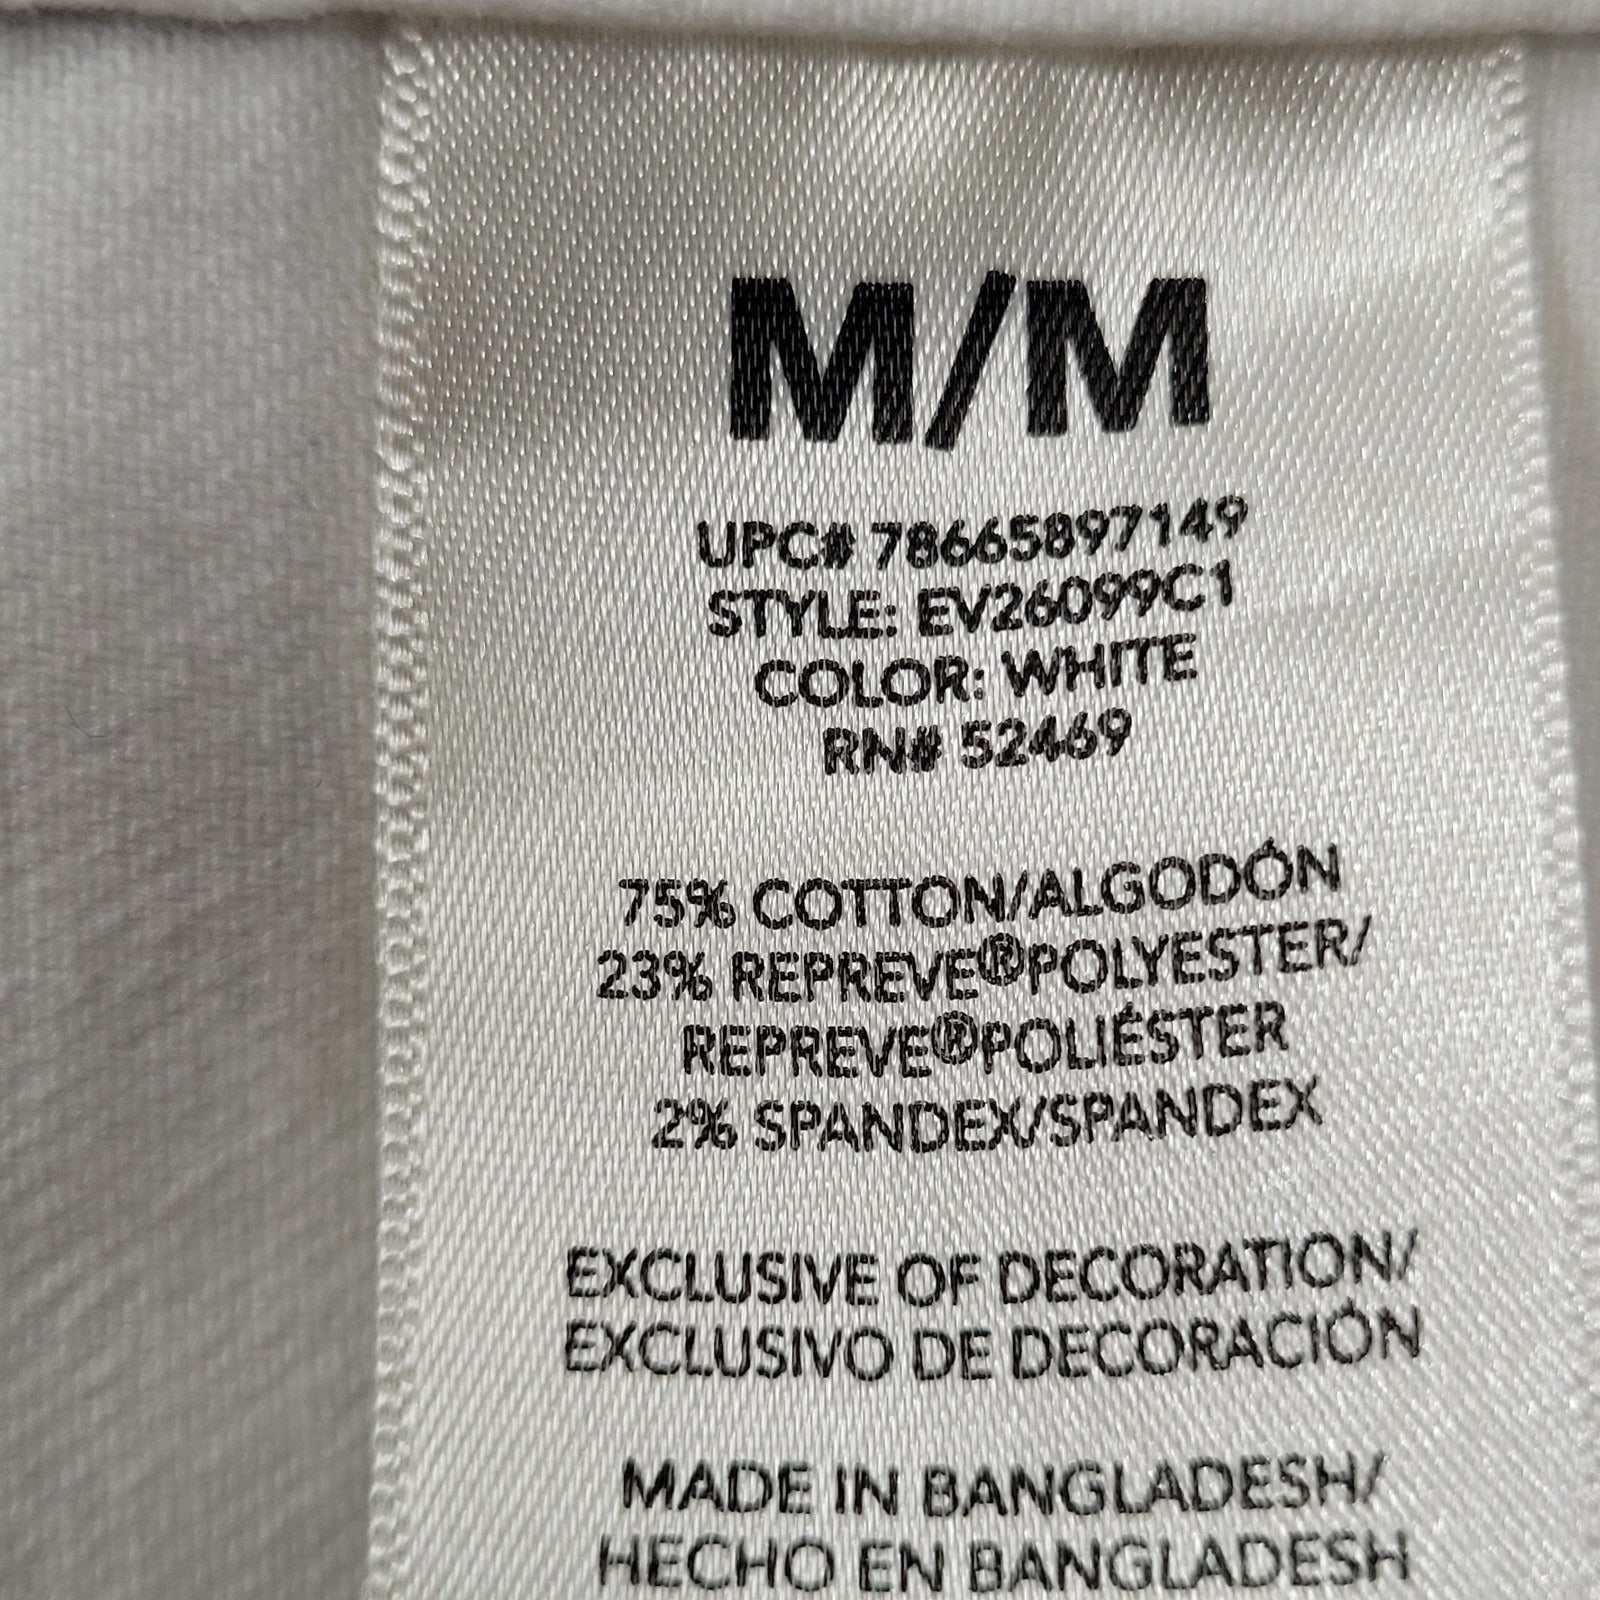 M/M
UPC# 78665897149
STYLE: EV26099C1
COLOR: WHITE
RN# 52469
75% COTTON/ALGODÓN
23% REPREVE®POLYESTER/
REPREVE®POLIÉSTER
2% SPANDEX/SPANDEX
EXCLUSIVE OF DECORATION/
EXCLUSIVO DE DECORACIÓN
MADE IN BANGLADESH/
HECHO EN BANGLADESH